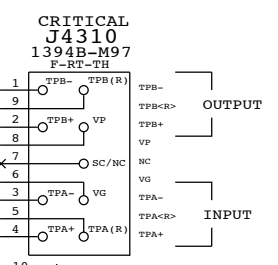 CRITICAL
J4310
1394B-M97
F-RT-TH
1 TPB- TPB(R) TPB-
9 TPB<R> OUTPUT
2 TPB+ VP TPB+
8 VP
7 SC/NC NC
6 VG
3 TPA- VG TPA-
5 TPA<R> INPUT
4 TPA+ TPA(R) TPA+